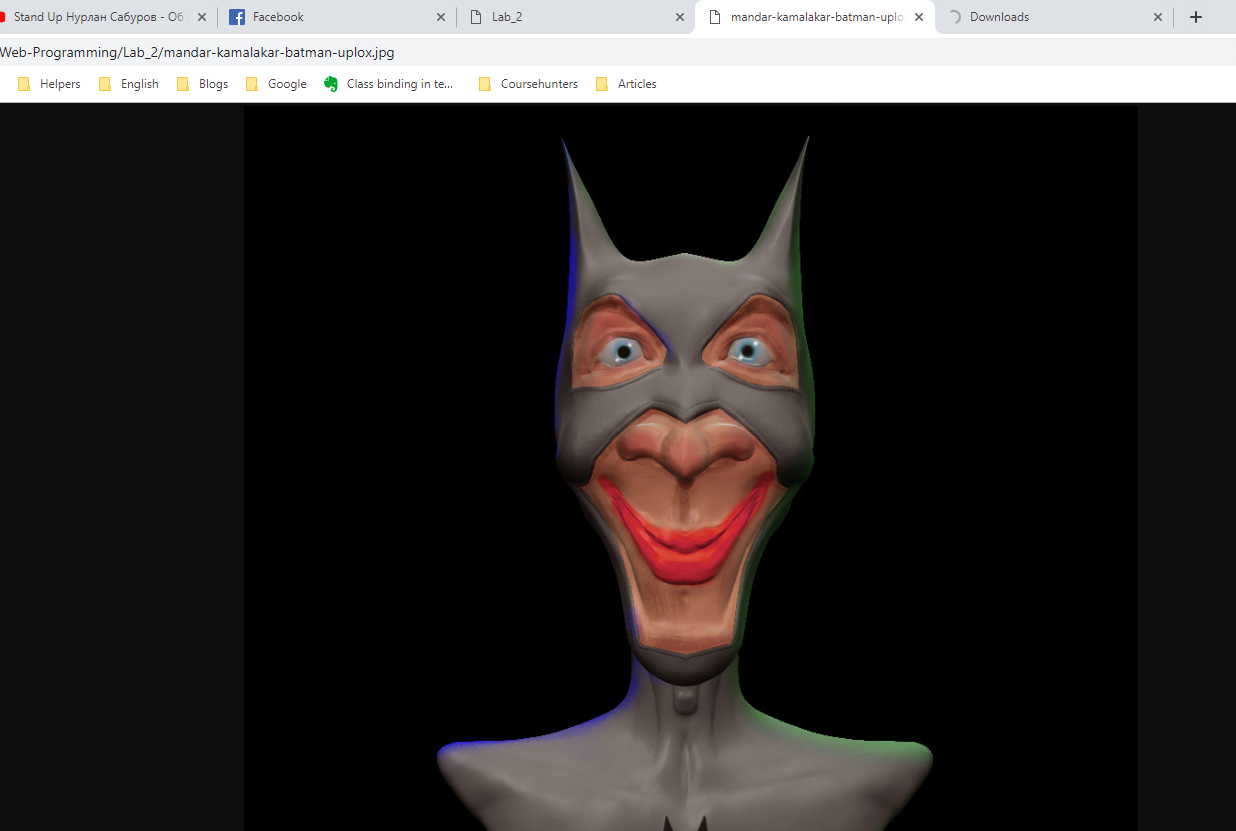 Stand Up Нурлан Сабуров - Об
Facebook
Lab_2
mandar-kamalakar-batman-uplo
Downloads
Web-Programming/Lab_2/mandar-kamalakar-batman-uplox.jpg
Helpers
English
Blogs
Google
Class binding in te...
Coursehunters
Articles